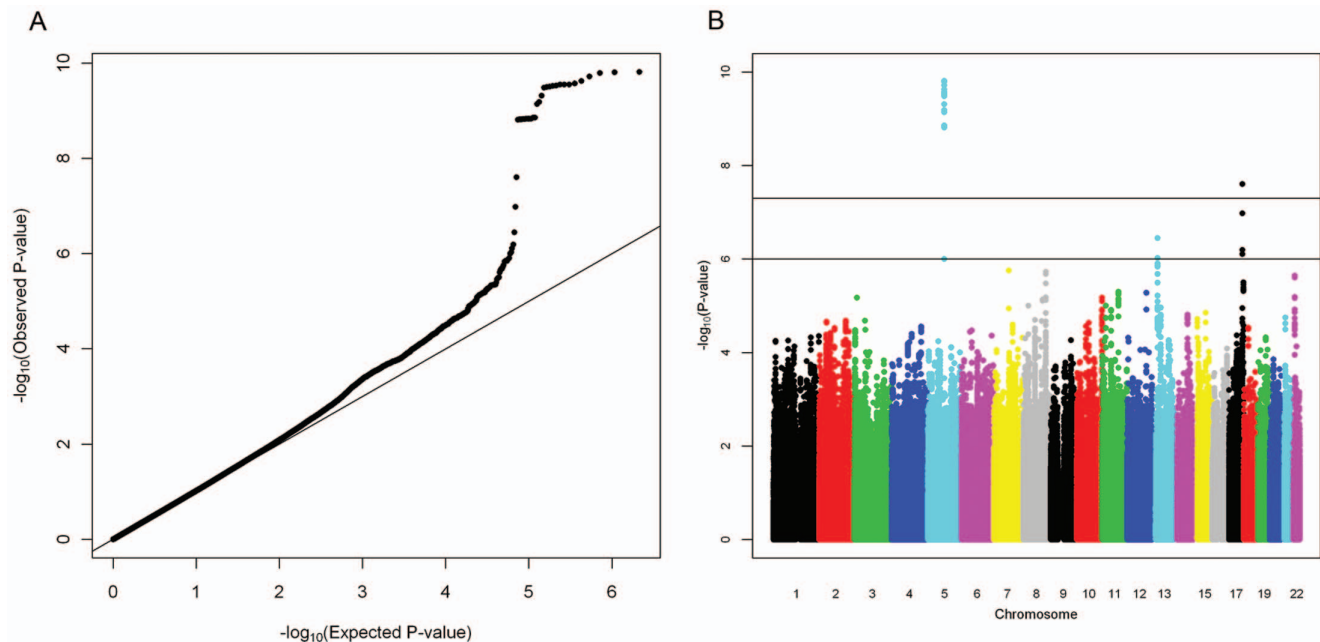 A
B
-log10(Observed P-value)
0
2
4
6
8
10
0 1 2 3 4 5 6
-log10(Expected P-value)
-log10(P-value)
0
2
4
6
8
10
1 2 3 4 5 6 7 8 9 10 11 12 13 15 17 19 22
Chromosome